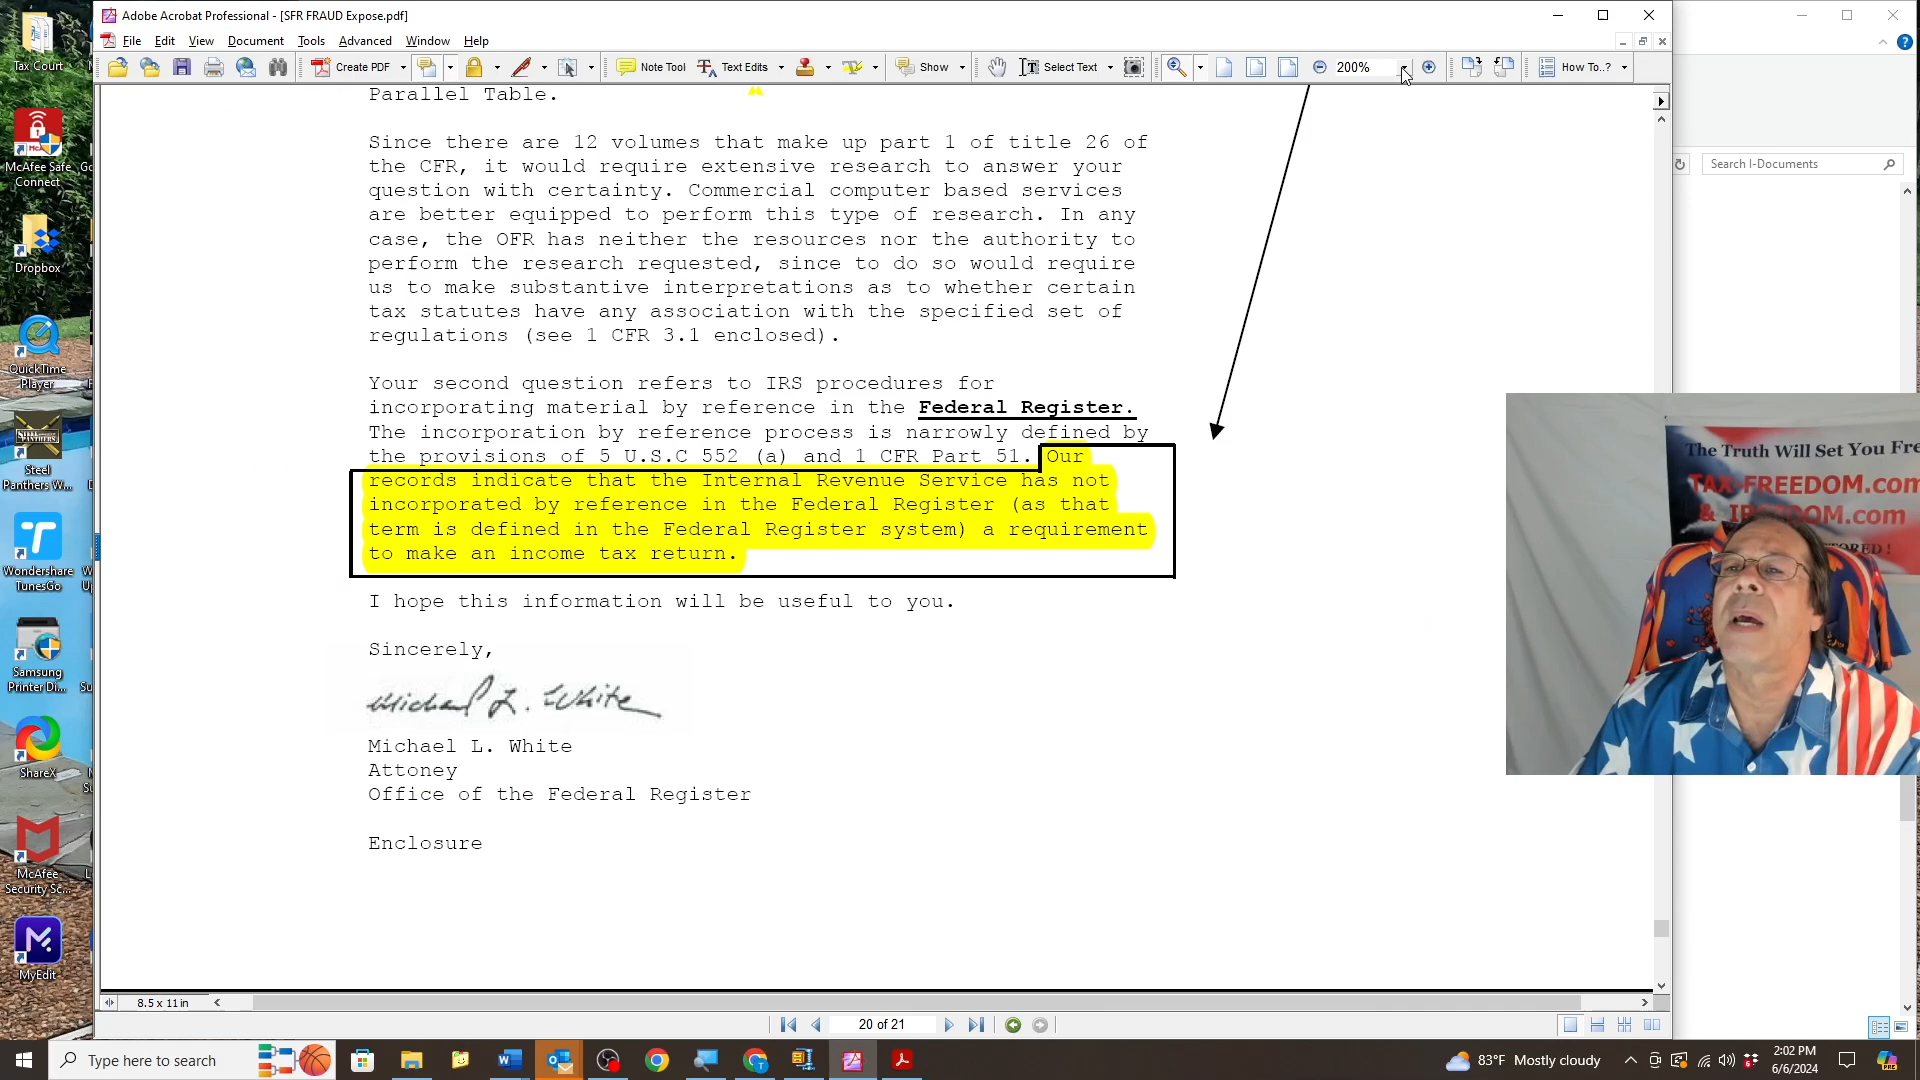 Adobe Acrobat Professional - [SFR FRAUD Expose.pdf]
File Edit View Document Tools Advanced Window Help
Create PDF Note Tool Text Edits Show Select Text 200% How To..?
Search I-Documents
Parallel Table.
Since there are 12 volumes that make up part 1 of title 26 of
the CFR, it would require extensive research to answer your
question with certainty. Commercial computer based services
are better equipped to perform this type of research. In any
case, the OFR has neither the resources nor the authority to
perform the research requested, since to do so would require
us to make substantive interpretations as to whether certain
tax statutes have any association with the specified set of
regulations (see 1 CFR 3.1 enclosed).
Your second question refers to IRS procedures for
incorporating material by reference in the Federal Register.
The incorporation by reference process is narrowly defined by
the provisions of 5 U.S.C 552 (a) and 1 CFR Part 51. Our
records indicate that the Internal Revenue Service has not
incorporated by reference in the Federal Register (as that
term is defined in the Federal Register system) a requirement
to make an income tax return.
I hope this information will be useful to you.
Sincerely,
Michael L. White
Michael L. White
Attoney
Office of the Federal Register
Enclosure
8.5 x 11 in
20 of 21
Tax Court
McAfee Safe
Connect
Dropbox
QuickTime
Player
Steel
Panthers W...
Wondershare
TunesGo
Samsung
Printer Di...
ShareX
McAfee
Security Sc...
MyEdit
The Truth Will Set You Fre
TAX-FREEDOM.com
Type here to search
83°F Mostly cloudy
2:02 PM
6/6/2024